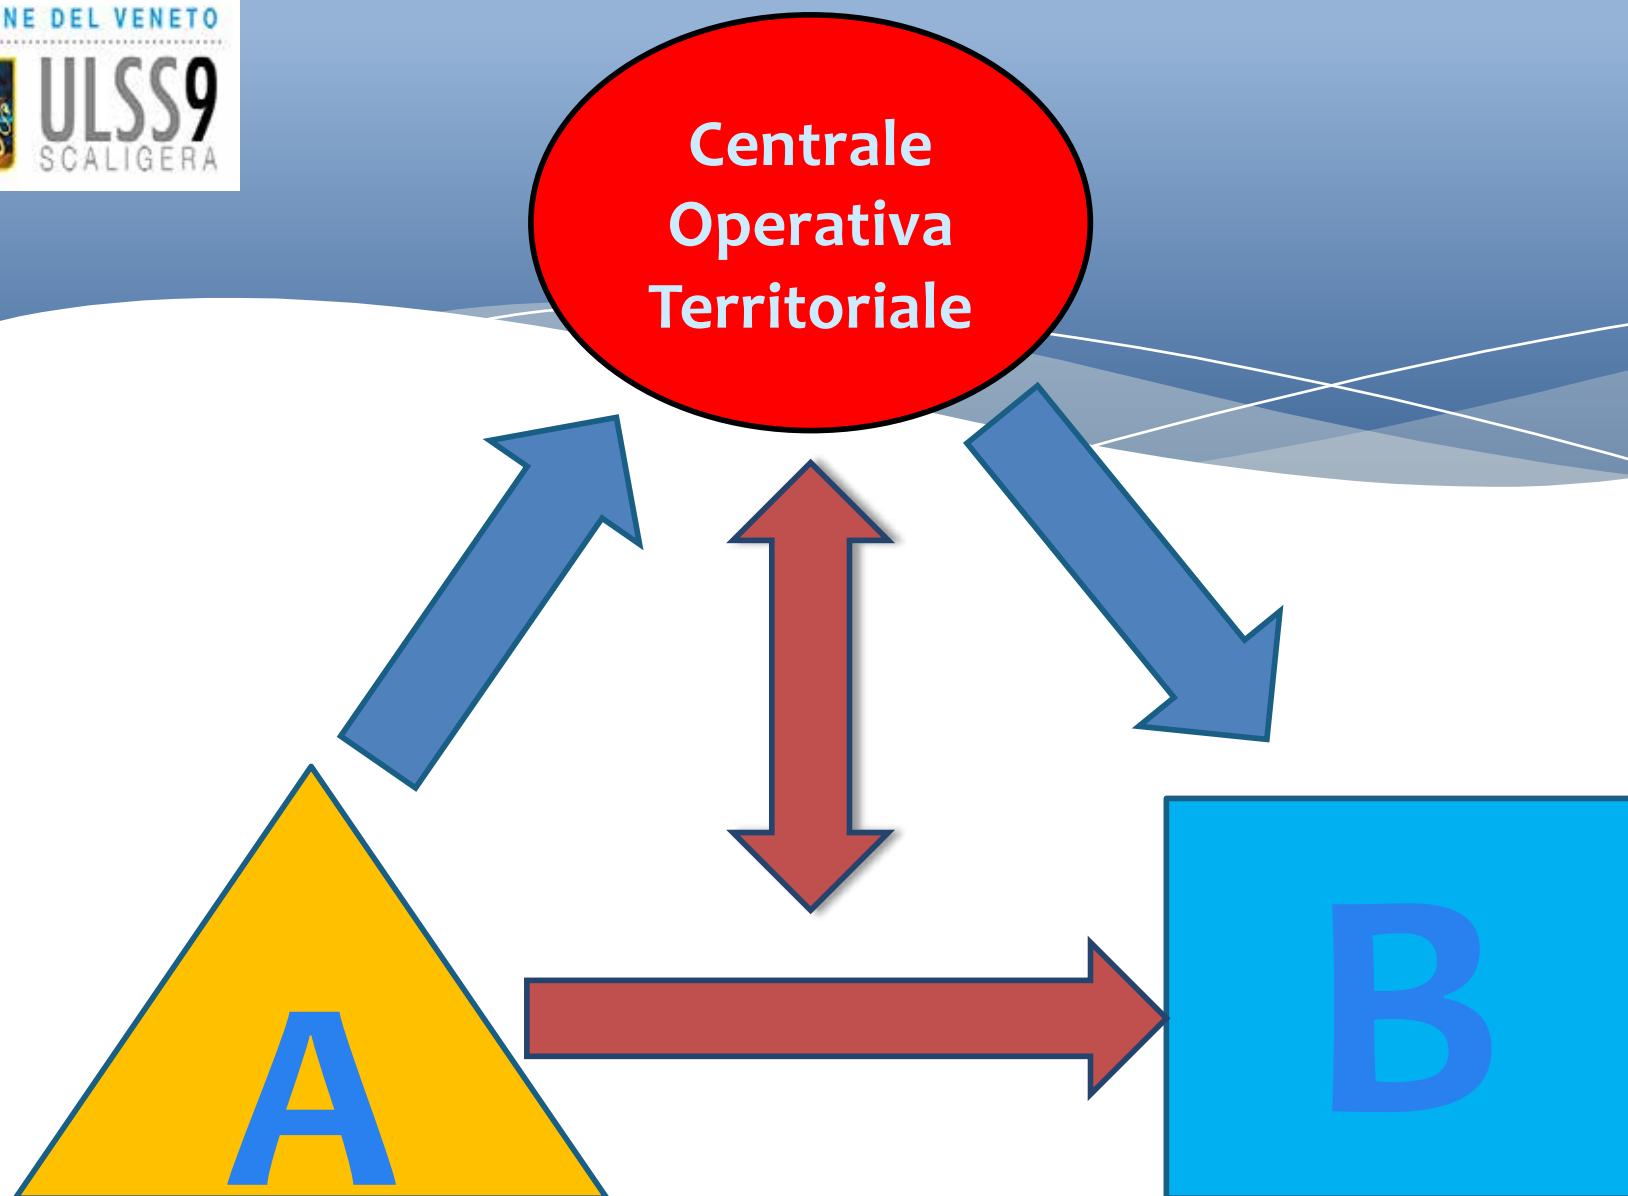 NE DEL VENETO
ULSS9
SCALIGERA
Centrale
Operativa
Territoriale
A
B